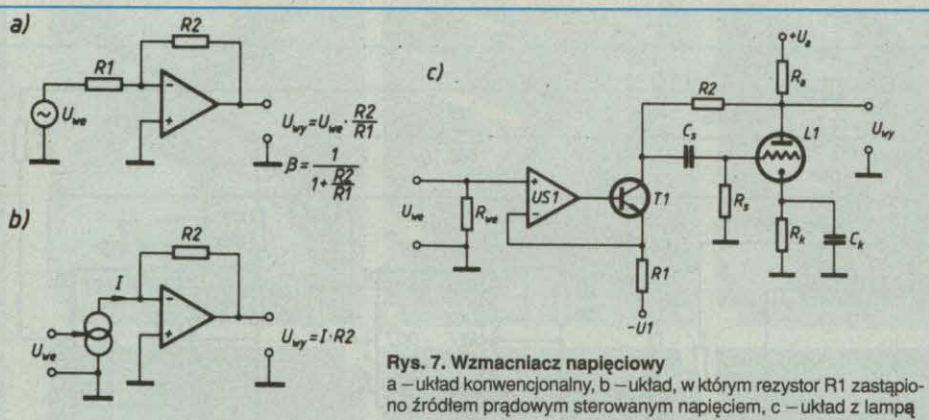 a)
R2
R1
−
+
U_we
U_wy = U_we · R2/R1
β = 1/(1 + R2/R1)
b)
R2
I
−
+
U_we
U_wy = I · R2
c)
+U_a
R_a
R2
L1
C_s
U_wy
+
US1
−
T1
U_we
R_we
R_s
R_k
C_k
R1
−U1
Rys. 7. Wzmacniacz napięciowy
a – układ konwencjonalny, b – układ, w którym rezystor R1 zastąpio-
no źródłem prądowym sterowanym napięciem, c – układ z lampą